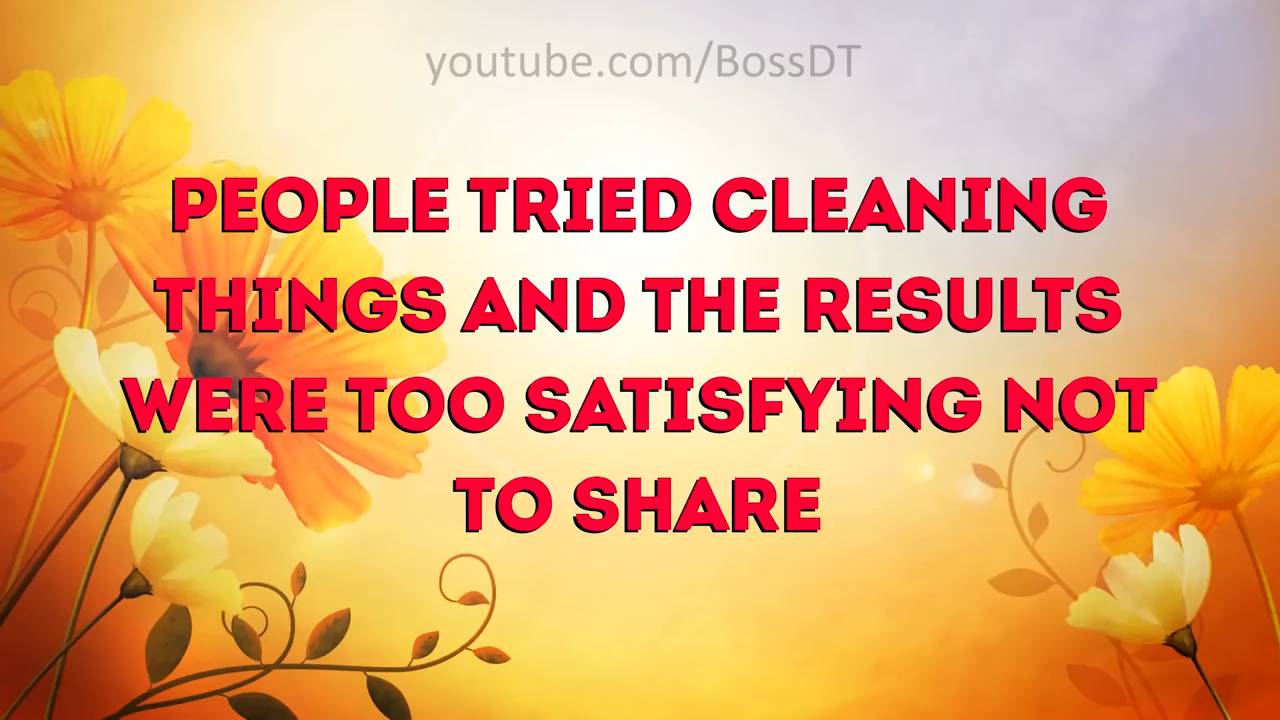 youtube.com/BossDT
PEOPLE TRIED CLEANING
THINGS AND THE RESULTS
WERE TOO SATISFYING NOT
TO SHARE